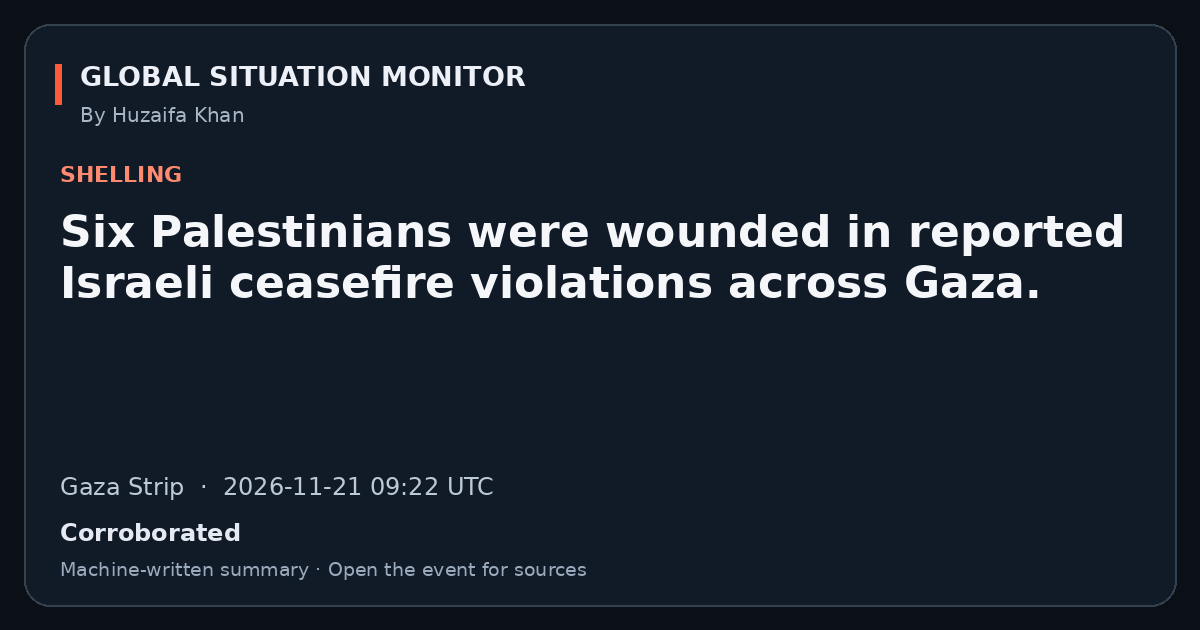 GLOBAL SITUATION MONITOR
By Huzaifa Khan
SHELLING
Six Palestinians were wounded in reported
Israeli ceasefire violations across Gaza.
Gaza Strip · 2026-11-21 09:22 UTC
Corroborated
Machine-written summary · Open the event for sources